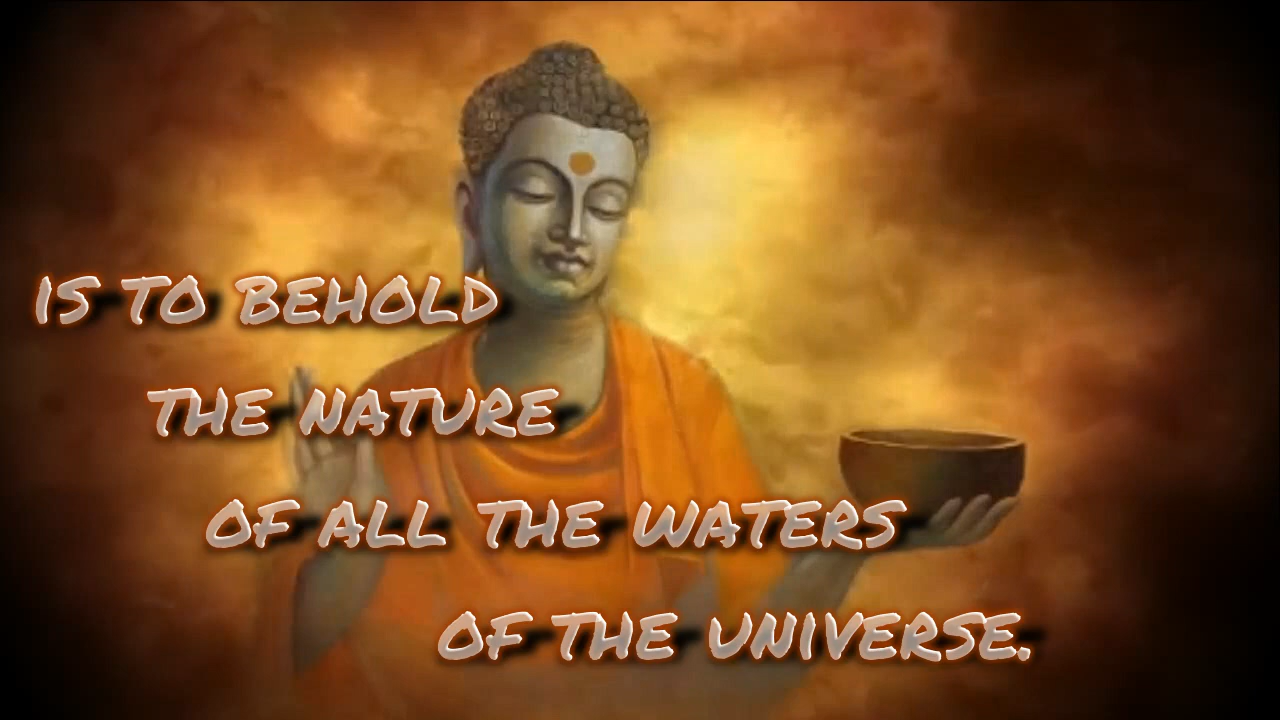 IS TO BEHOLD
THE NATURE
OF ALL THE WATERS
OF THE UNIVERSE.